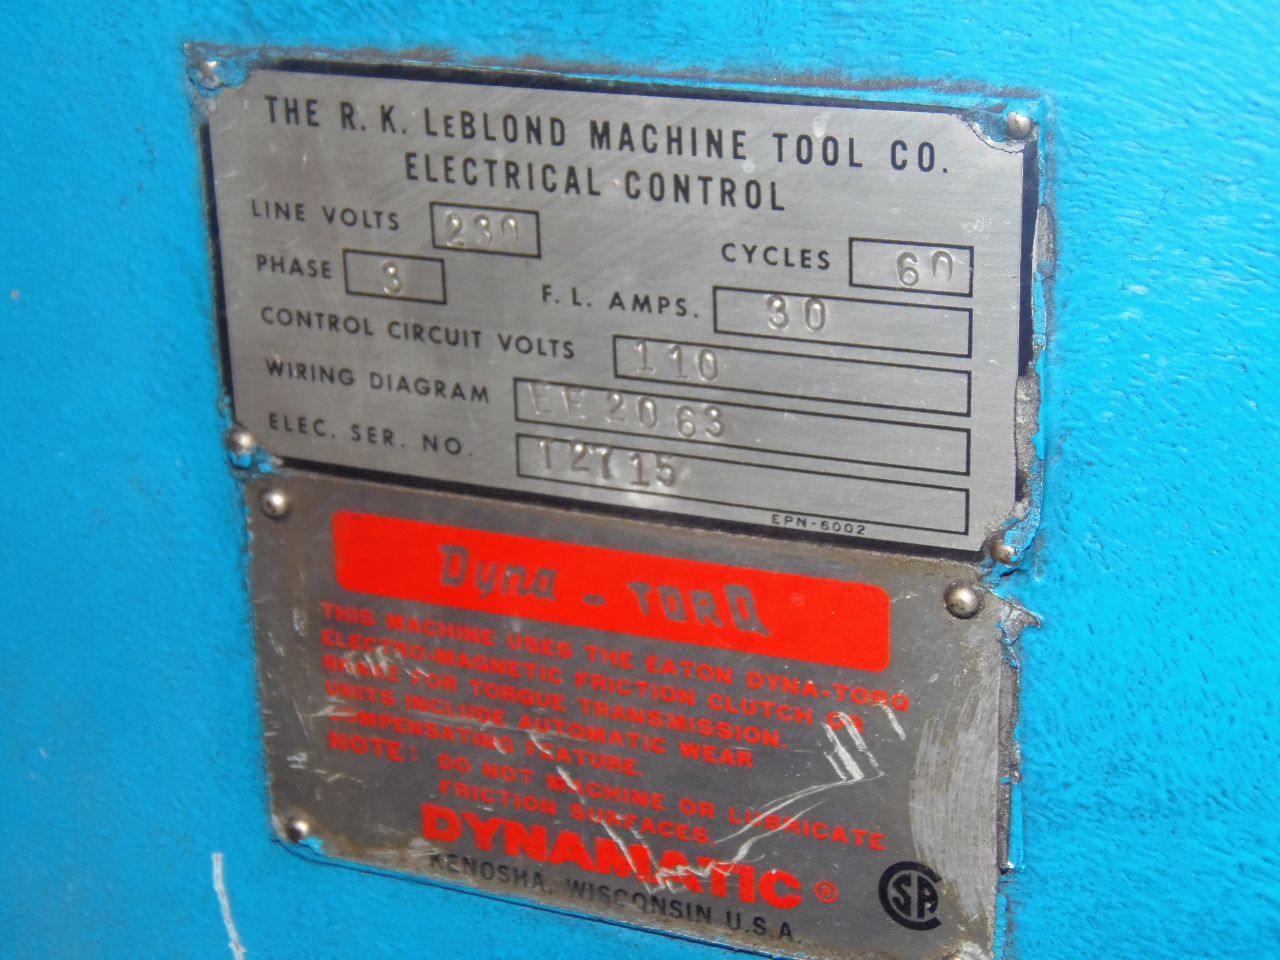 THE R. K. LEBLOND MACHINE TOOL CO.
ELECTRICAL CONTROL
LINE VOLTS 230
CYCLES 60
PHASE 3
F. L. AMPS. 30
CONTROL CIRCUIT VOLTS 110
WIRING DIAGRAM EE2063
ELEC. SER. NO. T2715
EPN-6002
Dyna - TORQ
THIS MACHINE USES THE EATON DYNA-TORQ
ELECTRO-MAGNETIC FRICTION CLUTCH OR
BRAKE FOR TORQUE TRANSMISSION.
UNITS INCLUDE AUTOMATIC WEAR
COMPENSATING FEATURE.
NOTE: DO NOT MACHINE OR LUBRICATE
FRICTION SURFACES.
DYNAMATIC ®
KENOSHA, WISCONSIN U.S.A.
CSA